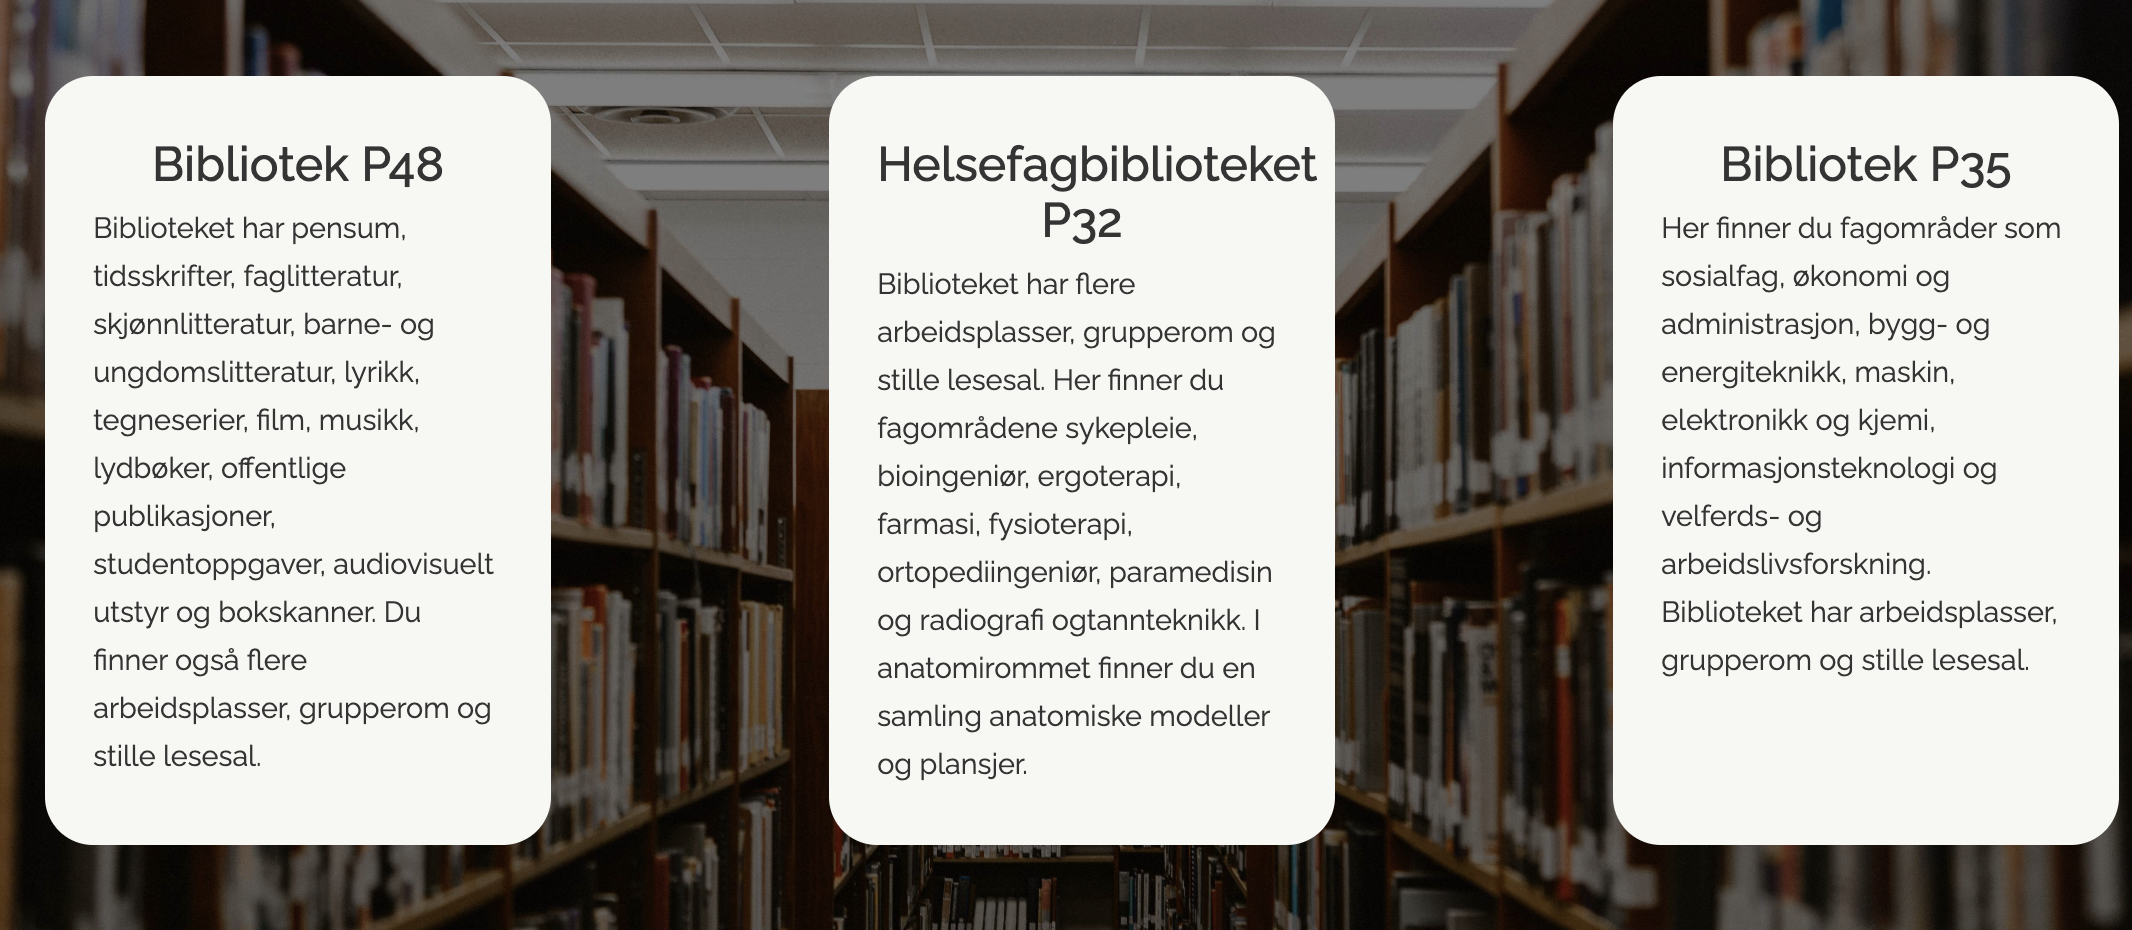 Bibliotek P48
Biblioteket har pensum,
tidsskrifter, faglitteratur,
skjønnlitteratur, barne- og
ungdomslitteratur, lyrikk,
tegneserier, film, musikk,
lydbøker, offentlige
publikasjoner,
studentoppgaver, audiovisuelt
utstyr og bokskanner. Du
finner også flere
arbeidsplasser, grupperom og
stille lesesal.
Helsefagbiblioteket
P32
Biblioteket har flere
arbeidsplasser, grupperom og
stille lesesal. Her finner du
fagområdene sykepleie,
bioingeniør, ergoterapi,
farmasi, fysioterapi,
ortopediingeniør, paramedisin
og radiografi ogtannteknikk. I
anatomirommet finner du en
samling anatomiske modeller
og plansjer.
Bibliotek P35
Her finner du fagområder som
sosialfag, økonomi og
administrasjon, bygg- og
energiteknikk, maskin,
elektronikk og kjemi,
informasjonsteknologi og
velferds- og
arbeidslivsforskning.
Biblioteket har arbeidsplasser,
grupperom og stille lesesal.